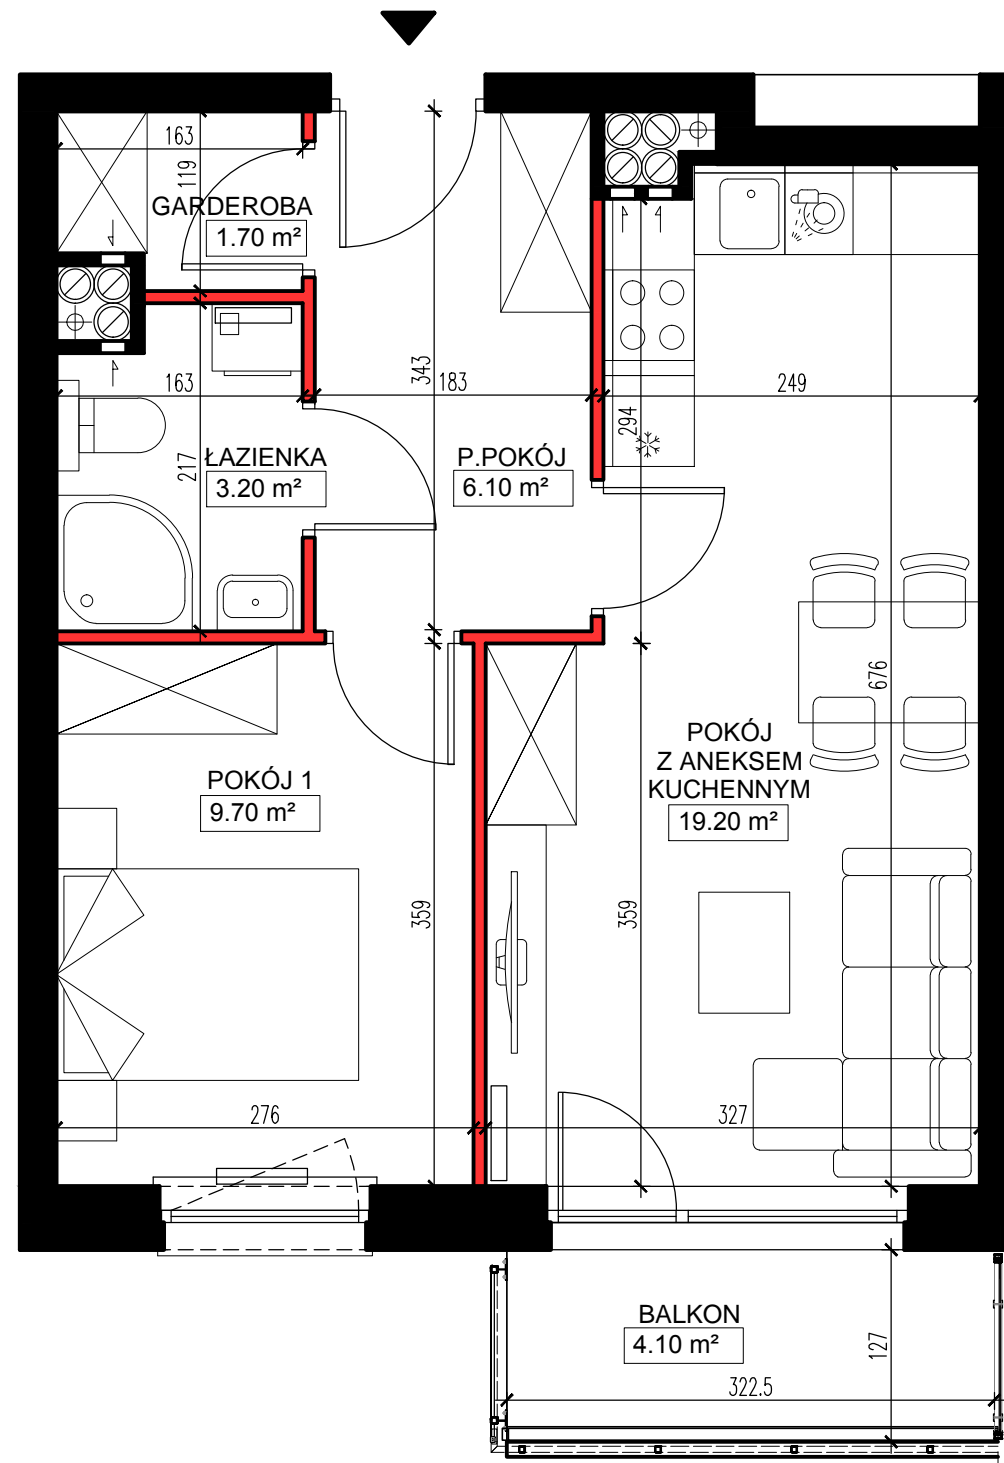 163
119
GARDEROBA
1.70 m²
343
163
183
249
294
217
ŁAZIENKA
3.20 m²
P.POKÓJ
6.10 m²
676
POKÓJ
Z ANEKSEM
KUCHENNYM
19.20 m²
POKÓJ 1
9.70 m²
359
359
276
327
BALKON
4.10 m²
127
322.5